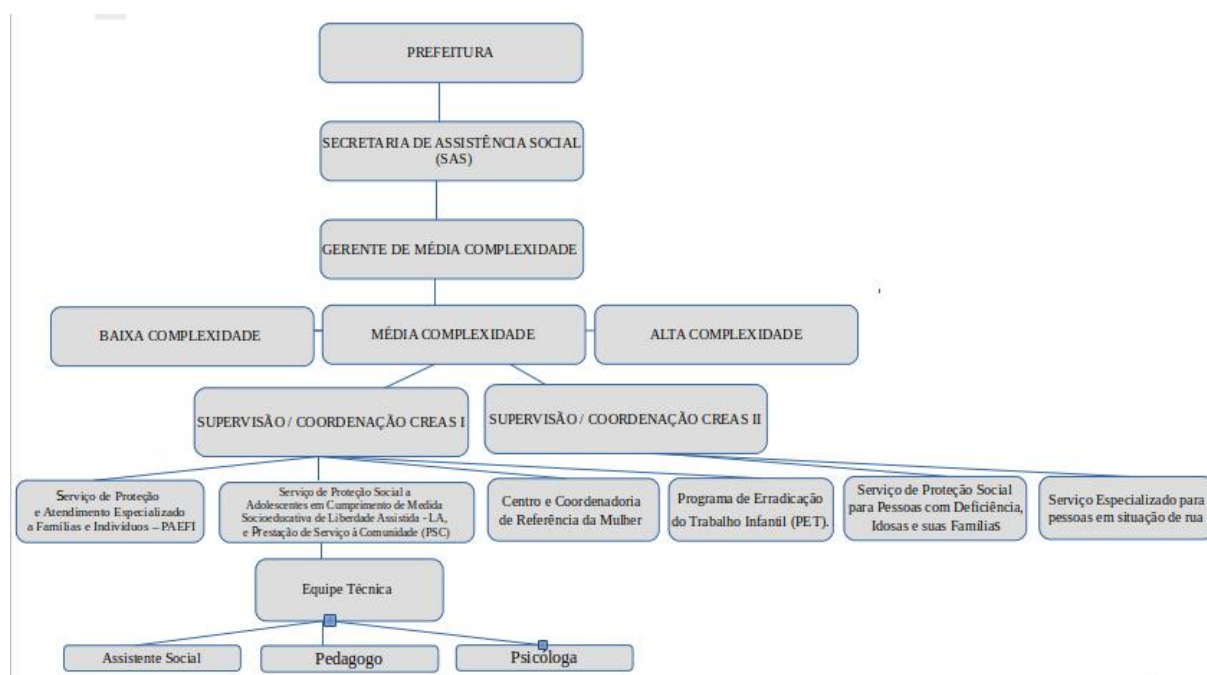 PREFEITURA
SECRETARIA DE ASSISTÊNCIA SOCIAL
(SAS)
GERENTE DE MÉDIA COMPLEXIDADE
BAIXA COMPLEXIDADE
MÉDIA COMPLEXIDADE
ALTA COMPLEXIDADE
SUPERVISÃO / COORDENAÇÃO CREAS I
SUPERVISÃO / COORDENAÇÃO CREAS II
Serviço de Proteção
e Atendimento Especializado
a Famílias e Indivíduos – PAEFI
Serviço de Proteção Social a
Adolescentes em Cumprimento de Medida
Socioeducativa de Liberdade Assistida - LA,
e Prestação de Serviço à Comunidade (PSC)
Centro e Coordenadoria
de Referência da Mulher
Programa de Erradicação
do Trabalho Infantil (PET).
Serviço de Proteção Social
para Pessoas com Deficiência,
Idosas e suas Famílias
Serviço Especializado para
pessoas em situação de rua
Equipe Técnica
Assistente Social
Pedagogo
Psicóloga